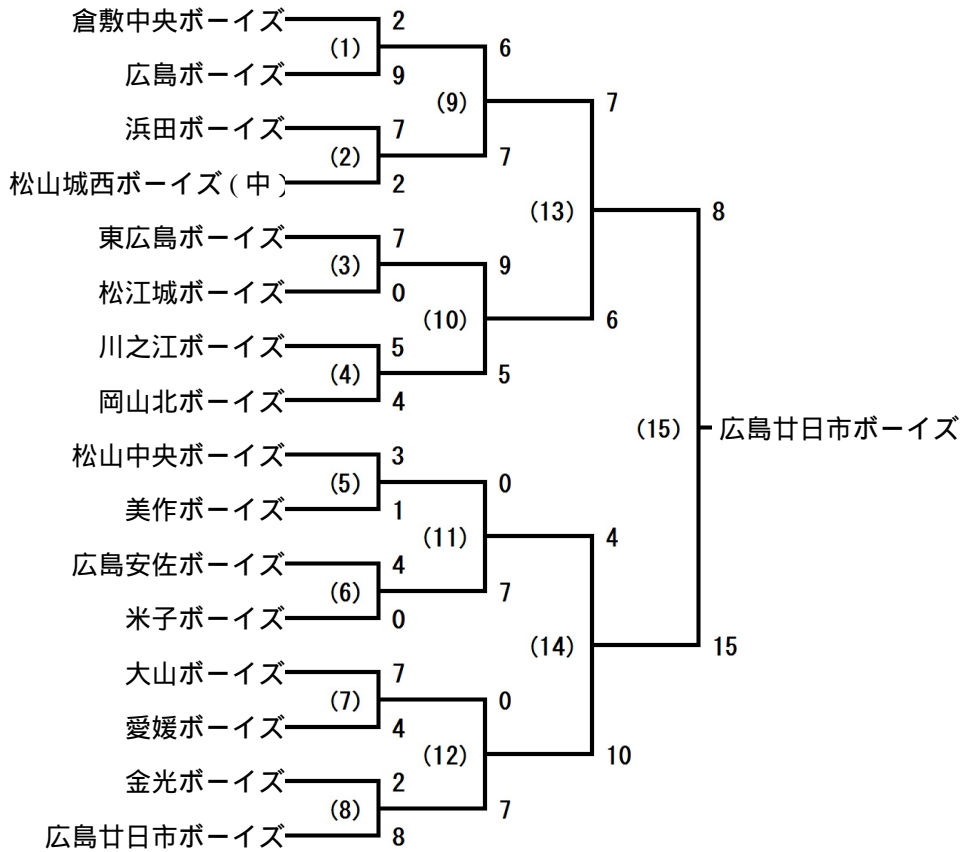 倉敷中央ボーイズ 2
(1) 6
広島ボーイズ 9
(9) 7
浜田ボーイズ 7
(2) 7
松山城西ボーイズ(中) 2
(13) 8
東広島ボーイズ 7
(3) 9
松江城ボーイズ 0
(10) 6
川之江ボーイズ 5
(4) 5
岡山北ボーイズ 4
(15) 広島廿日市ボーイズ
松山中央ボーイズ 3
(5) 0
美作ボーイズ 1
(11) 4
広島安佐ボーイズ 4
(6) 7
米子ボーイズ 0
(14) 15
大山ボーイズ 7
(7) 0
愛媛ボーイズ 4
(12) 10
金光ボーイズ 2
(8) 7
広島廿日市ボーイズ 8